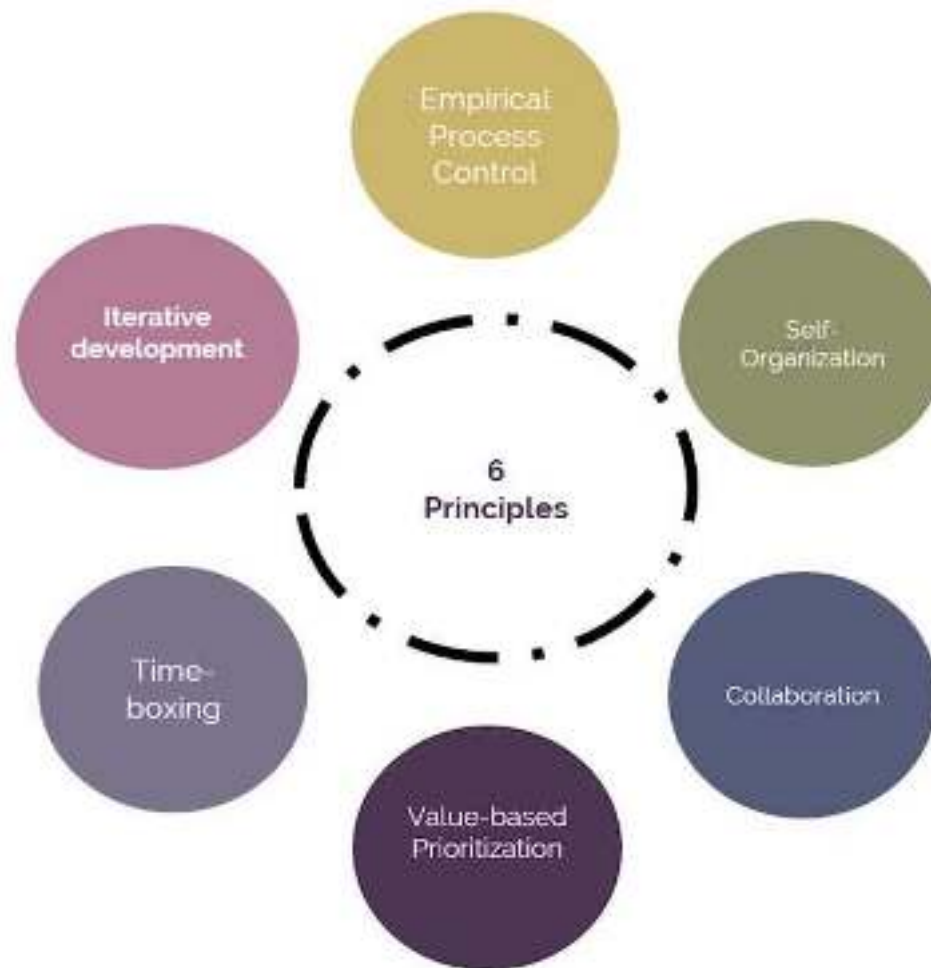 Empirical
Process
Control
Iterative
development
Self-
Organization
6
Principles
Time-
boxing
Collaboration
Value-based
Prioritization